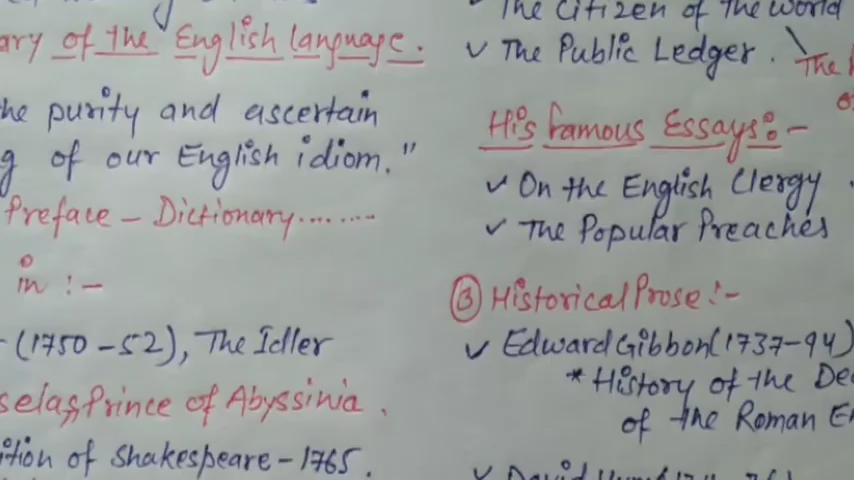 of the English language.
he purity and ascertain
g of our English idiom."
Preface - Dictionary.......
in : -
- (1750-52), The Idler
selas, Prince of Abyssinia.
ition of Shakespeare - 1765.
The Citizen of the World
✓ The Public Ledger.
The
His famous Essays:-
✓ On the English Clergy
✓ The Popular Preaches
③ Historical Prose:-
✓ Edward Gibbon (1737-94)
* History of the De
of the Roman E
✓ David